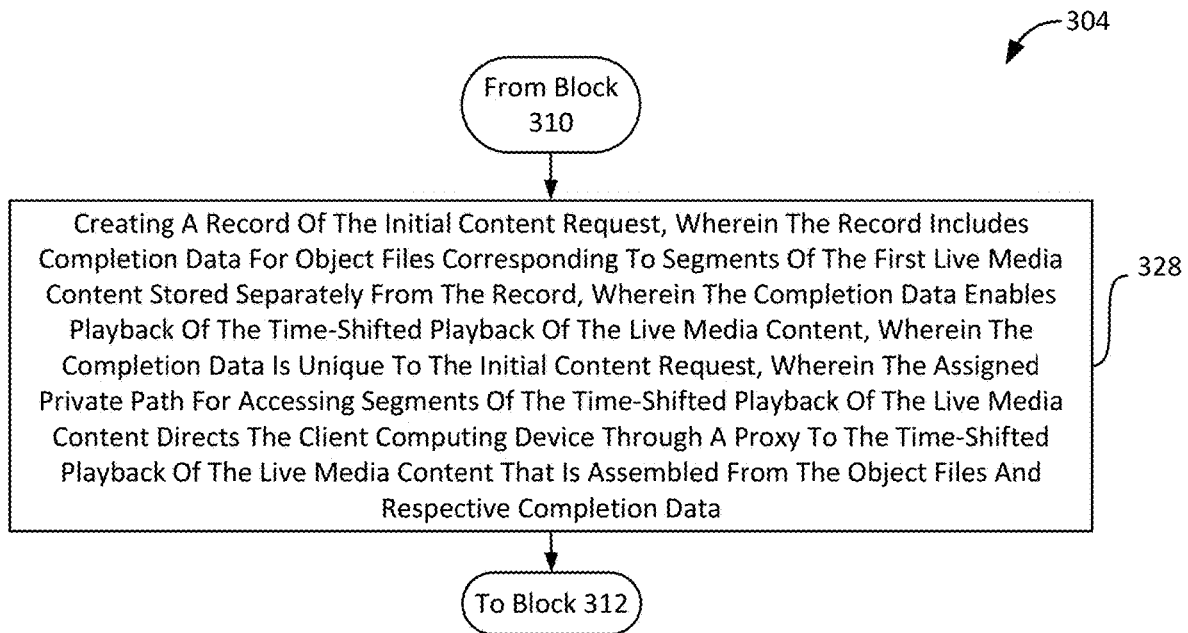 304
From Block
310
Creating A Record Of The Initial Content Request, Wherein The Record Includes
Completion Data For Object Files Corresponding To Segments Of The First Live Media
Content Stored Separately From The Record, Wherein The Completion Data Enables
Playback Of The Time-Shifted Playback Of The Live Media Content, Wherein The
Completion Data Is Unique To The Initial Content Request, Wherein The Assigned
Private Path For Accessing Segments Of The Time-Shifted Playback Of The Live Media
Content Directs The Client Computing Device Through A Proxy To The Time-Shifted
Playback Of The Live Media Content That Is Assembled From The Object Files And
Respective Completion Data
328
To Block 312